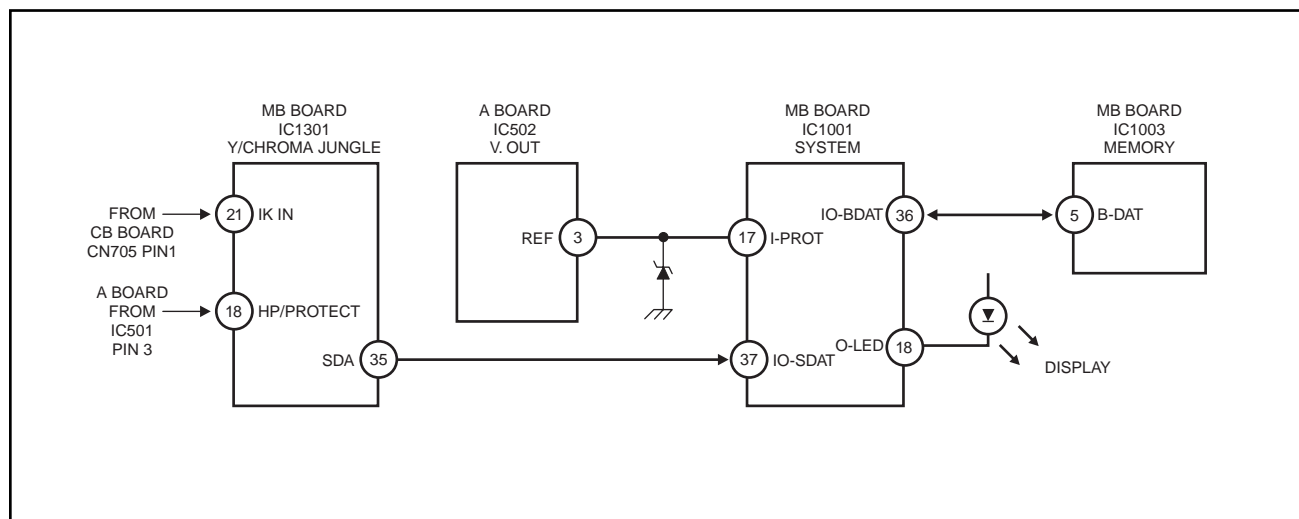 MB BOARD
IC1301
Y/CHROMA JUNGLE
A BOARD
IC502
V. OUT
MB BOARD
IC1001
SYSTEM
MB BOARD
IC1003
MEMORY
FROM
CB BOARD
CN705 PIN1
21 IK IN
A BOARD
FROM
IC501
PIN 3
18 HP/PROTECT
SDA 35
REF 3
17 I-PROT
IO-BDAT 36
5 B-DAT
37 IO-SDAT
O-LED 18
DISPLAY